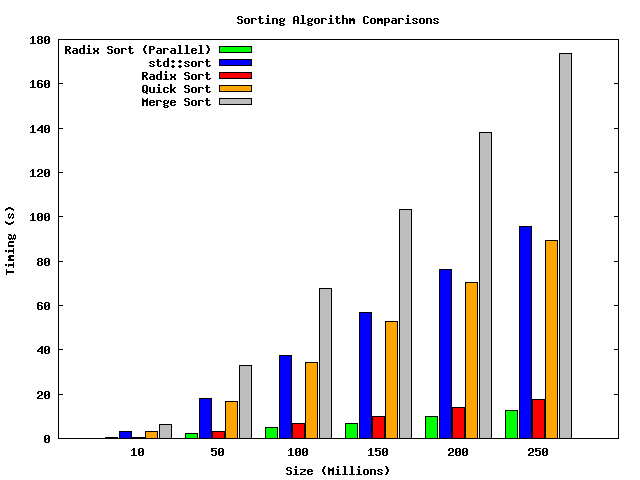 Sorting Algorithm Comparisons
Radix Sort (Parallel)
std::sort
Radix Sort
Quick Sort
Merge Sort
180
160
140
120
100
80
60
40
20
0
Timing (s)
10 50 100 150 200 250
Size (Millions)